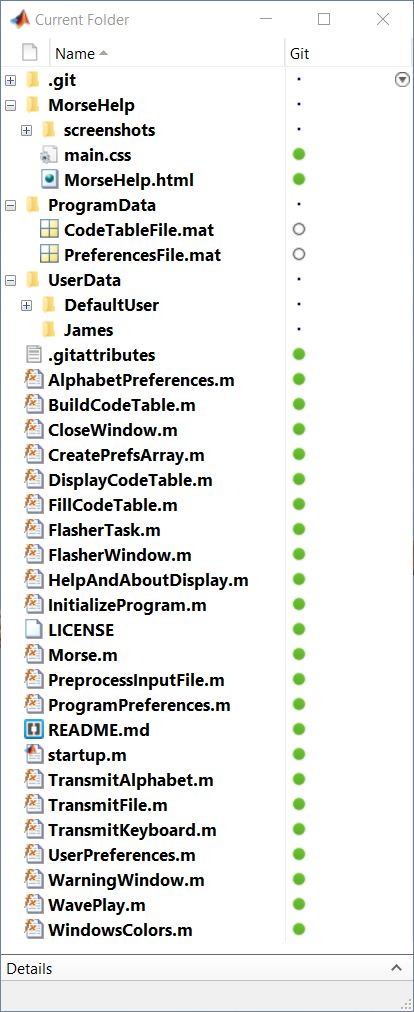 Current Folder
Name Git
.git
MorseHelp
screenshots
main.css
MorseHelp.html
ProgramData
CodeTableFile.mat
PreferencesFile.mat
UserData
DefaultUser
James
.gitattributes
AlphabetPreferences.m
BuildCodeTable.m
CloseWindow.m
CreatePrefsArray.m
DisplayCodeTable.m
FillCodeTable.m
FlasherTask.m
FlasherWindow.m
HelpAndAboutDisplay.m
InitializeProgram.m
LICENSE
Morse.m
PreprocessInputFile.m
ProgramPreferences.m
README.md
startup.m
TransmitAlphabet.m
TransmitFile.m
TransmitKeyboard.m
UserPreferences.m
WarningWindow.m
WavePlay.m
WindowsColors.m
Details